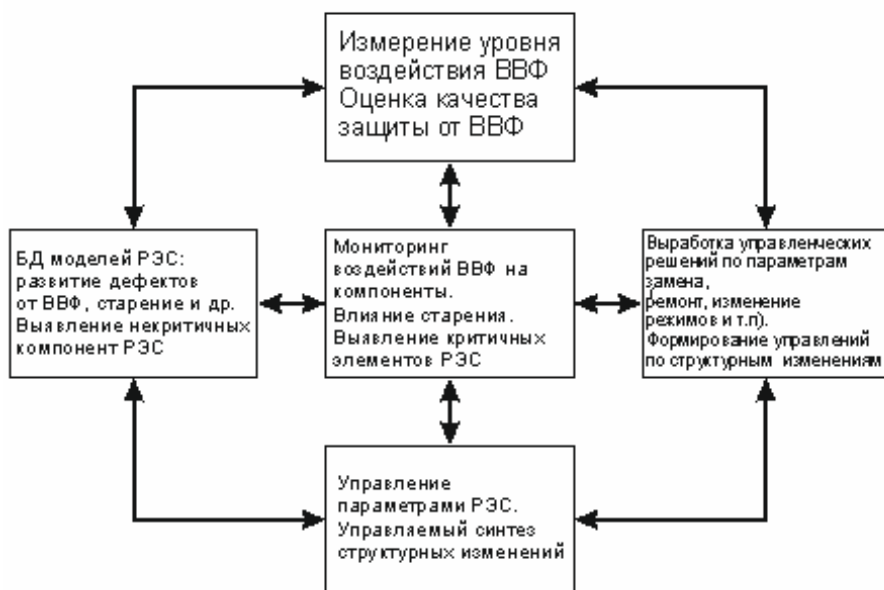 Измерение уровня
воздействия ВВФ
Оценка качества
защиты от ВВФ
БД моделей РЭС:
развитие дефектов
от ВВФ, старение и др.
Выявление некритичных
компонент РЭС
Мониторинг
воздействий ВВФ на
компоненты.
Влияние старения.
Выявление критичных
элементов РЭС
Выработка управленческих
решений по параметрам
замена,
(ремонт, изменение
режимов и т.п).
Формирование управлений
по структурным изменениям
Управление
параметрами РЭС.
Управляемый синтез
структурных изменений